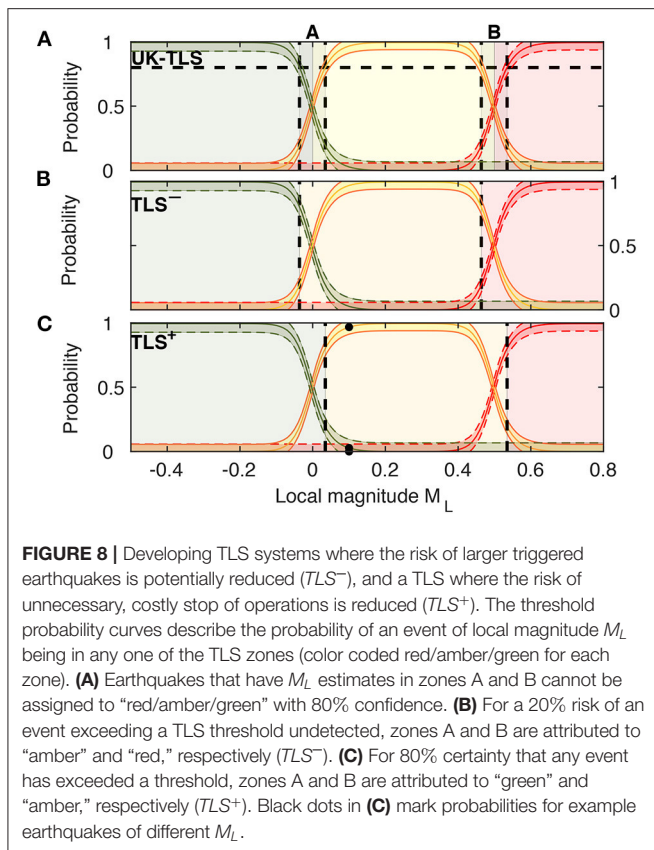 A B
A
UK-TLS
Probability
1
0.5
0
B
TLS⁻
Probability
1
0
C
TLS⁺
Probability
1
0.5
0
-0.4 -0.2 0 0.2 0.4 0.6 0.8
Local magnitude M_L
FIGURE 8 | Developing TLS systems where the risk of larger triggered
earthquakes is potentially reduced (TLS−), and a TLS where the risk of
unnecessary, costly stop of operations is reduced (TLS+). The threshold
probability curves describe the probability of an event of local magnitude M_L
being in any one of the TLS zones (color coded red/amber/green for each
zone). (A) Earthquakes that have M_L estimates in zones A and B cannot be
assigned to “red/amber/green” with 80% confidence. (B) For a 20% risk of an
event exceeding a TLS threshold undetected, zones A and B are attributed to
“amber” and “red,” respectively (TLS−). (C) For 80% certainty that any event
has exceeded a threshold, zones A and B are attributed to “green” and
“amber,” respectively (TLS+). Black dots in (C) mark probabilities for example
earthquakes of different M_L.